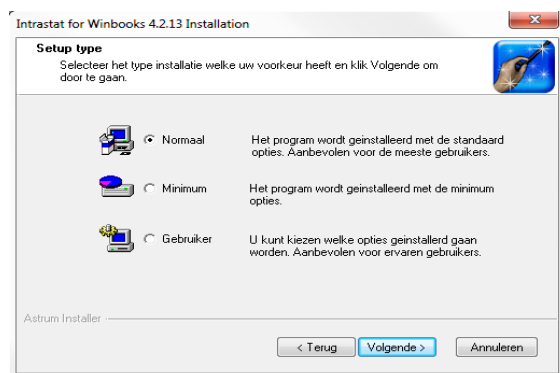 Intrastat for Winbooks 4.2.13 Installation
Setup type
Selecteer het type installatie welke uw voorkeur heeft en klik Volgende om
door te gaan.
Normaal
Het program wordt geinstalleerd met de standaard
opties. Aanbevolen voor de meeste gebruikers.
Minimum
Het program wordt geinstalleerd met de minimum
opties.
Gebruiker
U kunt kiezen welke opties geinstallerd gaan
worden. Aanbevolen voor ervaren gebruikers.
Astrum Installer
< Terug
Volgende >
Annuleren